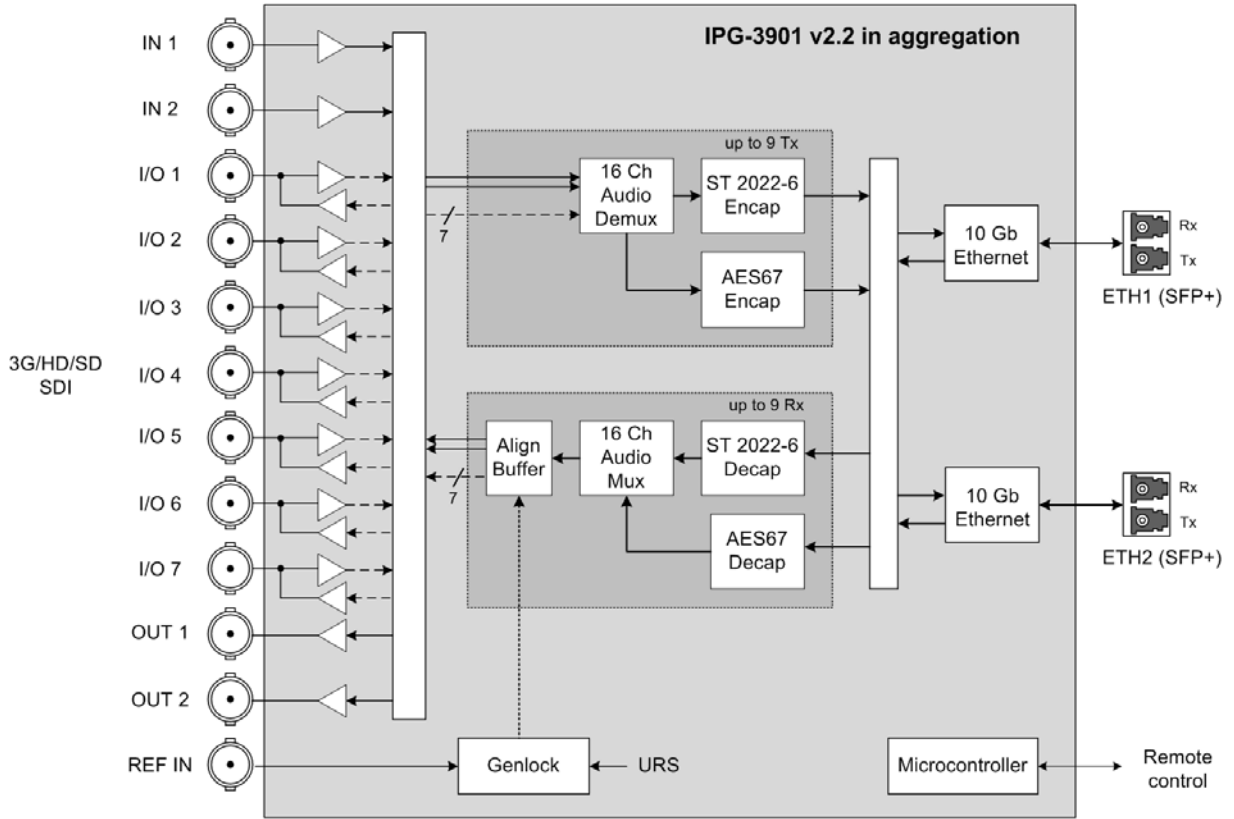 IPG-3901 v2.2 in aggregation
IN 1
IN 2
I/O 1
I/O 2
I/O 3
I/O 4
I/O 5
I/O 6
I/O 7
OUT 1
OUT 2
REF IN
3G/HD/SD
SDI
up to 9 Tx
16 Ch
Audio
Demux
ST 2022-6
Encap
AES67
Encap
7
up to 9 Rx
Align
Buffer
16 Ch
Audio
Mux
ST 2022-6
Decap
AES67
Decap
7
10 Gb
Ethernet
Rx
Tx
ETH1 (SFP+)
10 Gb
Ethernet
Rx
Tx
ETH2 (SFP+)
Genlock
URS
Microcontroller
Remote
control